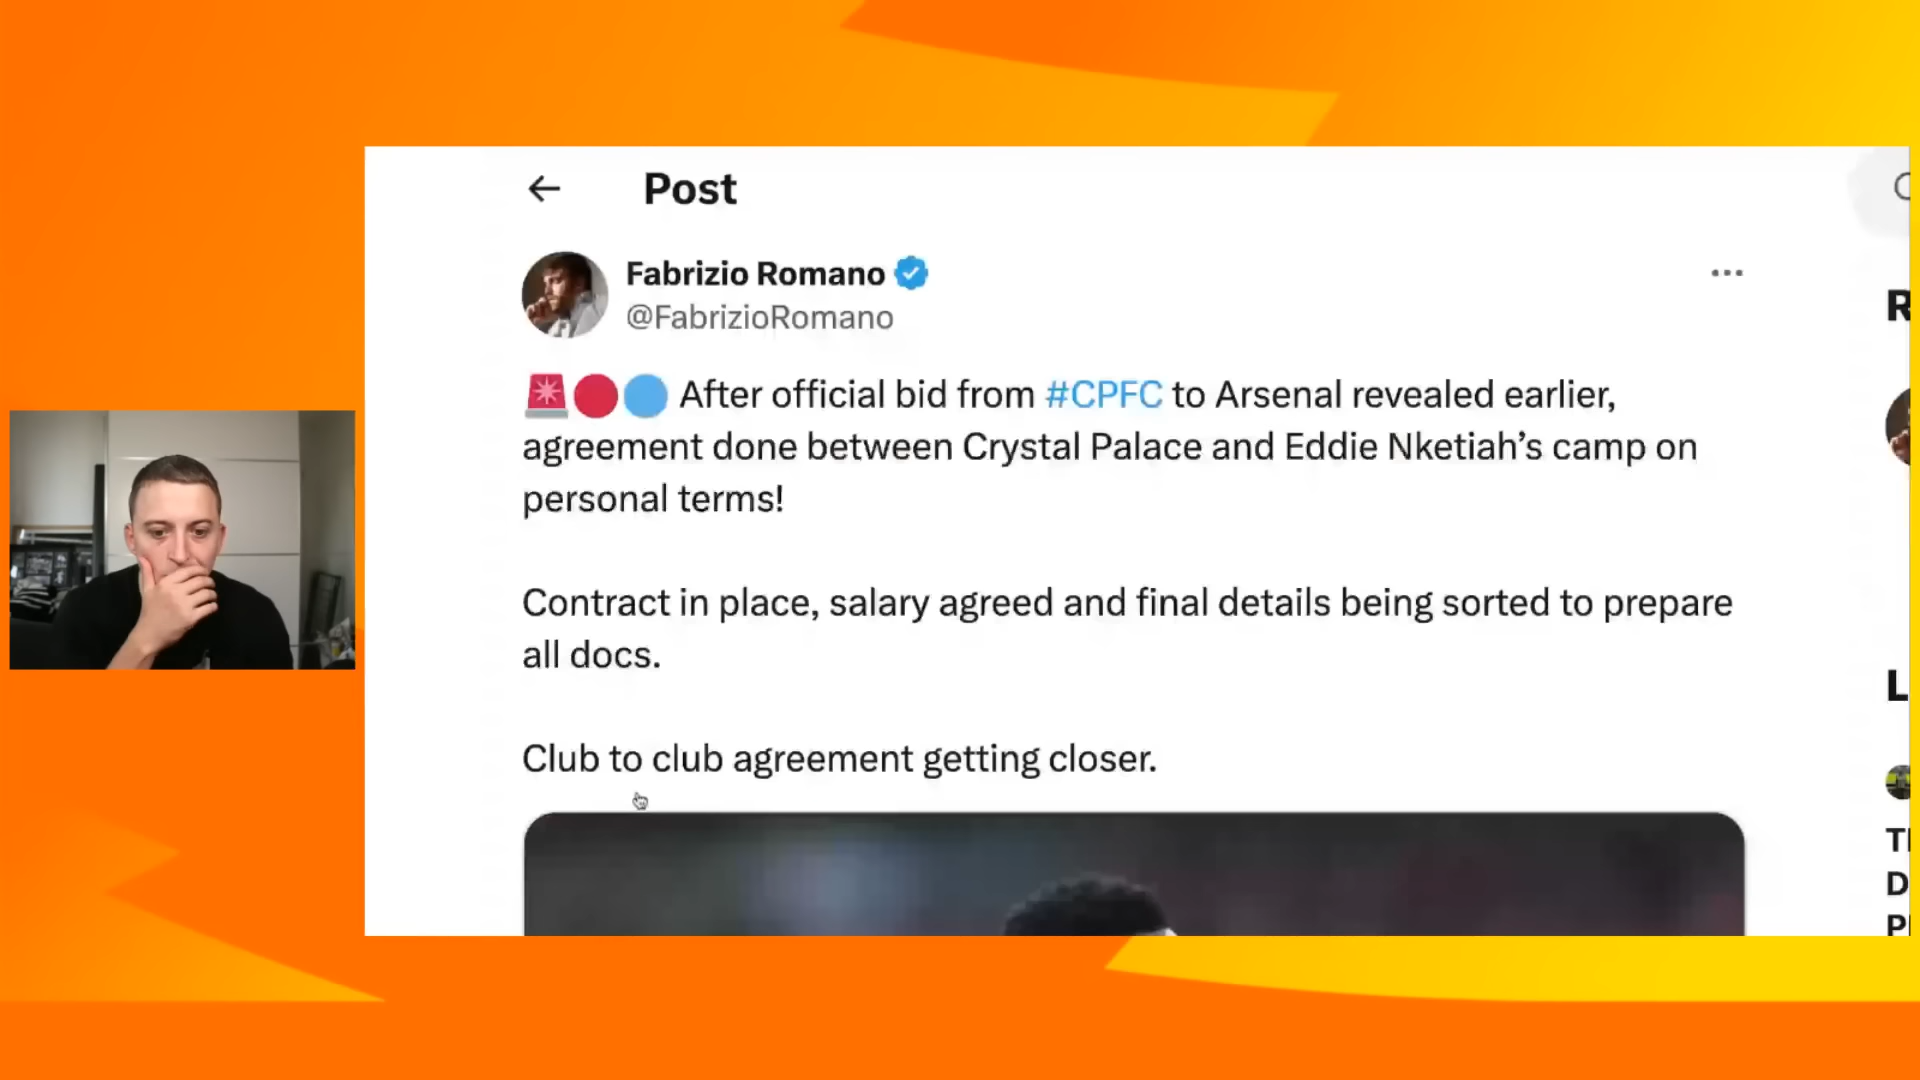 Post
Fabrizio Romano
@FabrizioRomano
After official bid from #CPFC to Arsenal revealed earlier,
agreement done between Crystal Palace and Eddie Nketiah’s camp on
personal terms!
Contract in place, salary agreed and final details being sorted to prepare
all docs.
Club to club agreement getting closer.